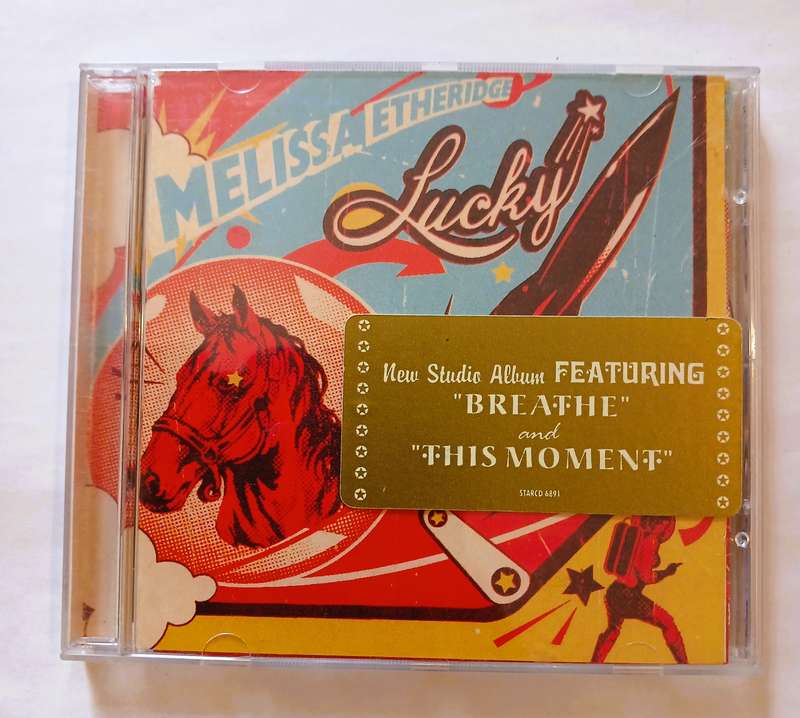 MELISSA ETHERIDGE
Lucky
New Studio Album FEATURING
"BREATHE"
and
"THIS MOMENT"
STARCD 6891